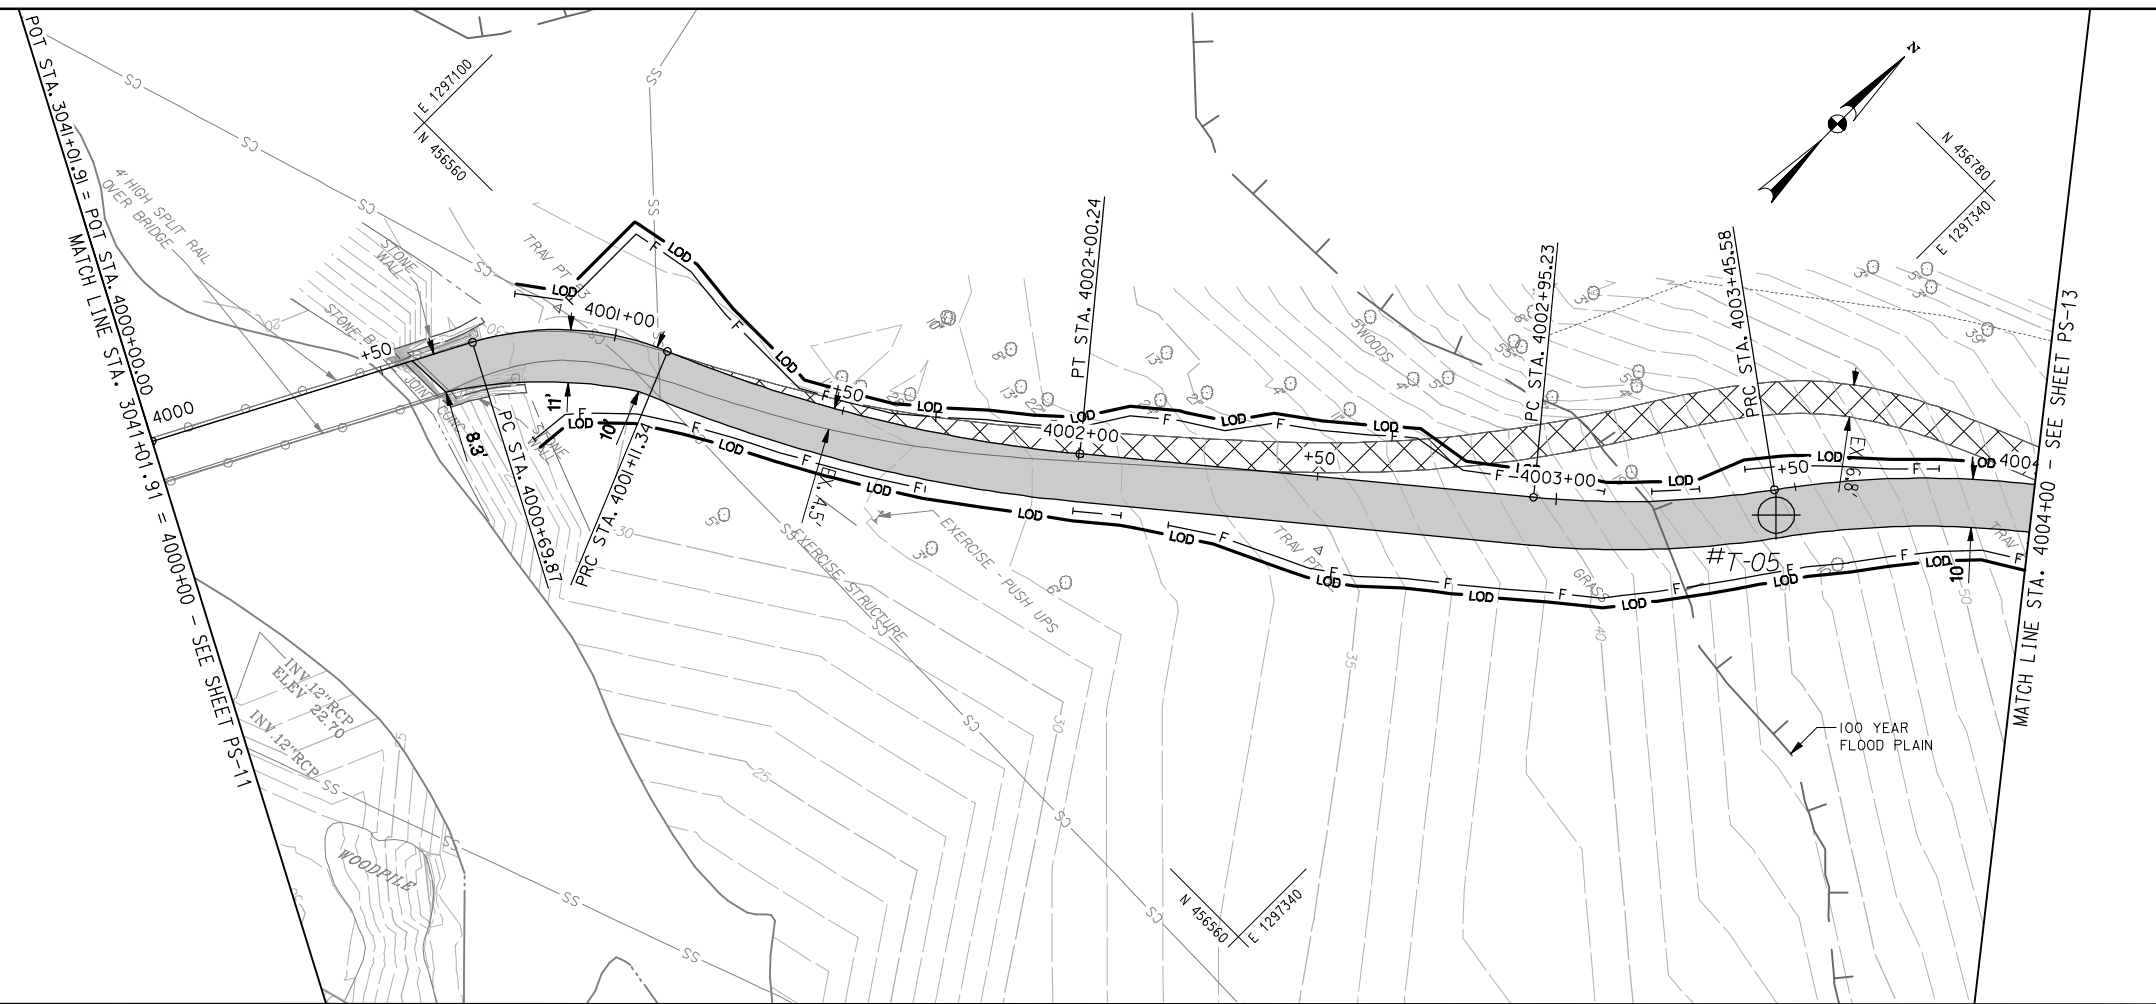 POT STA. 3041+01.91 = POT STA. 4000+00.00
MATCH LINE STA. 3041+01.91 = 4000+00 - SEE SHEET PS-11
4' HIGH SPLIT RAIL
OVER BRIDGE
E 1297100
N 456560
STONE
WALL
TRAV PT
4000
+50
4001+00
+50
4002+00
+50
4003+00
+50
8.3'
11'
10'
PC STA. 4000+69.87
PRC STA. 4001+11.34
PT STA. 4002+00.24
PC STA. 4002+95.23
PRC STA. 4003+45.58
EX. 4.5'
EX. 6.8'
10'
N
N 456780
E 1297340
5"WOODS
EXERCISE STRUCTURE
EXERCISE - PUSH UPS
TRAV PT
GRASS
#T-05
TRAV
100 YEAR
FLOOD PLAIN
MATCH LINE STA. 4004+00 - SEE SHEET PS-13
INV.12"RCP
ELEV
22.70
INV.12"RCP
WOODPILE
N 456560
E 1297340
LOD
F
SS
20
30
25
30
35
40
50